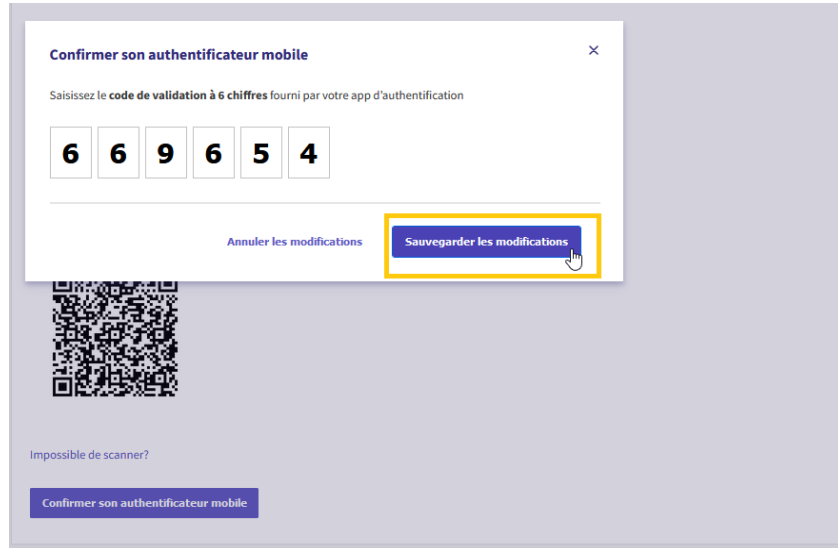 Confirmer son authentificateur mobile
×
Saisissez le code de validation à 6 chiffres fourni par votre app d'authentification
6 6 9 6 5 4
Annuler les modifications Sauvegarder les modifications
Impossible de scanner?
Confirmer son authentificateur mobile